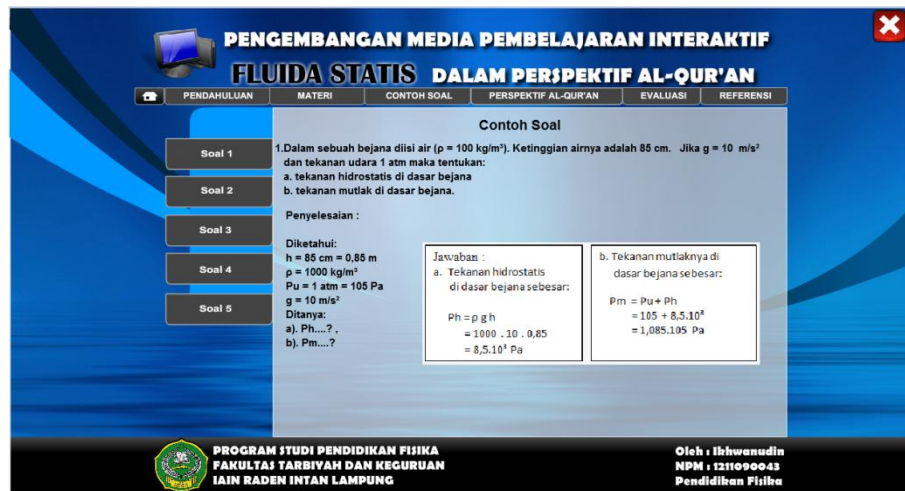 PENGEMBANGAN MEDIA PEMBELAJARAN INTERAKTIF
FLUIDA STATIS DALAM PERSPEKTIF AL-QUR'AN
PENDAHULUAN MATERI CONTOH SOAL PERSPEKTIF AL-QUR'AN EVALUASI REFERENSI
Soal 1
Soal 2
Soal 3
Soal 4
Soal 5
Contoh Soal
1.Dalam sebuah bejana diisi air (ρ = 100 kg/m³). Ketinggian airnya adalah 85 cm. Jika g = 10 m/s²
dan tekanan udara 1 atm maka tentukan:
a. tekanan hidrostatis di dasar bejana
b. tekanan mutlak di dasar bejana.
Penyelesaian :
Diketahui:
h = 85 cm = 0,85 m
ρ = 1000 kg/m³
Pu = 1 atm = 105 Pa
g = 10 m/s²
Ditanya:
a). Ph....? ,
b). Pm....?
Jawaban :
a. Tekanan hidrostatis
di dasar bejana sebesar:
Ph = ρ g h
= 1000 . 10 . 0,85
= 8,5.10³ Pa
b. Tekanan mutlaknya di
dasar bejana sebesar:
Pm = Pu + Ph
= 105 + 8,5.10³
= 1,085.105 Pa
PROGRAM STUDI PENDIDIKAN FISIKA
FAKULTAS TARBIYAH DAN KEGURUAN
IAIN RADEN INTAN LAMPUNG
Oleh : Ikhwanudin
NPM : 1211090043
Pendidikan Fisika